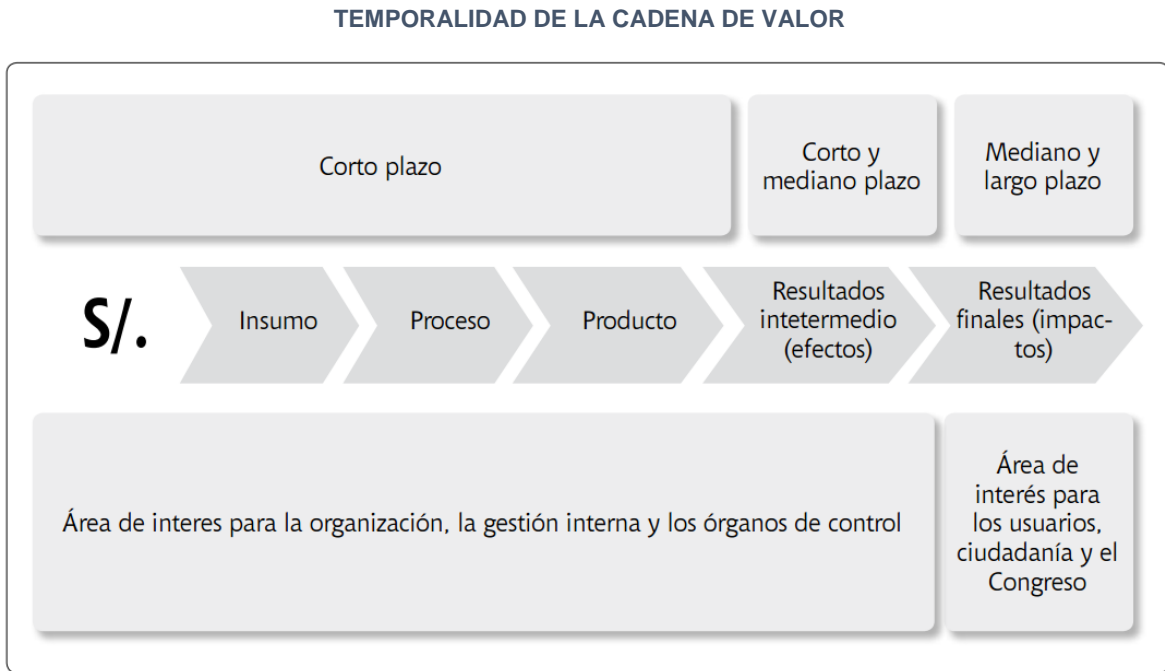 TEMPORALIDAD DE LA CADENA DE VALOR
Corto plazo
Corto y
mediano plazo
Mediano y
largo plazo
S/.
Insumo
Proceso
Producto
Resultados
intetermedio
(efectos)
Resultados
finales (impac-
tos)
Área de interes para la organización, la gestión interna y los órganos de control
Área de
interés para
los usuarios,
ciudadanía y el
Congreso